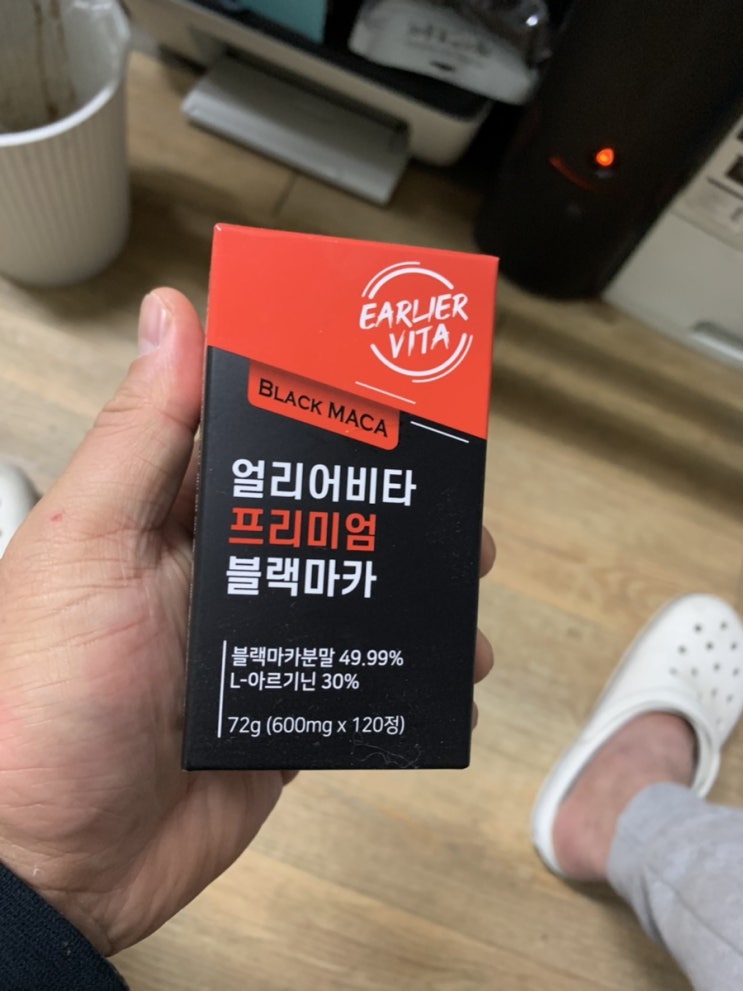 EARLIER
VITA
BLACK MACA
얼리어비타
프리미엄
블랙마카
블랙마카분말 49.99%
L-아르기닌 30%
72g (600mg x 120정)